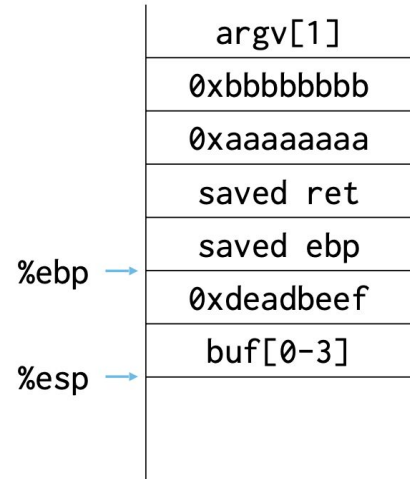 argv[1]
0xbbbbbbbb
0xaaaaaaaa
saved ret
saved ebp
%ebp
0xdeadbeef
buf[0-3]
%esp